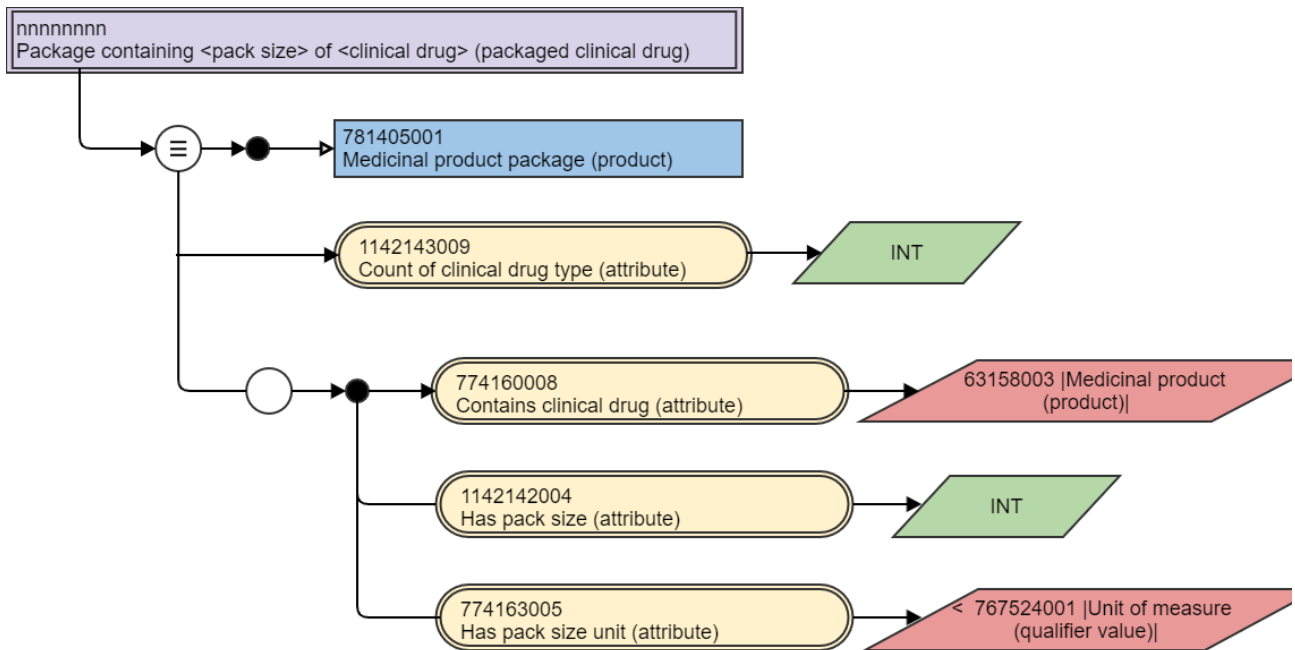 nnnnnnnn
Package containing <pack size> of <clinical drug> (packaged clinical drug)
781405001
Medicinal product package (product)
1142143009
Count of clinical drug type (attribute)
INT
774160008
Contains clinical drug (attribute)
63158003 |Medicinal product
(product)|
1142142004
Has pack size (attribute)
INT
774163005
Has pack size unit (attribute)
< 767524001 |Unit of measure
(qualifier value)|